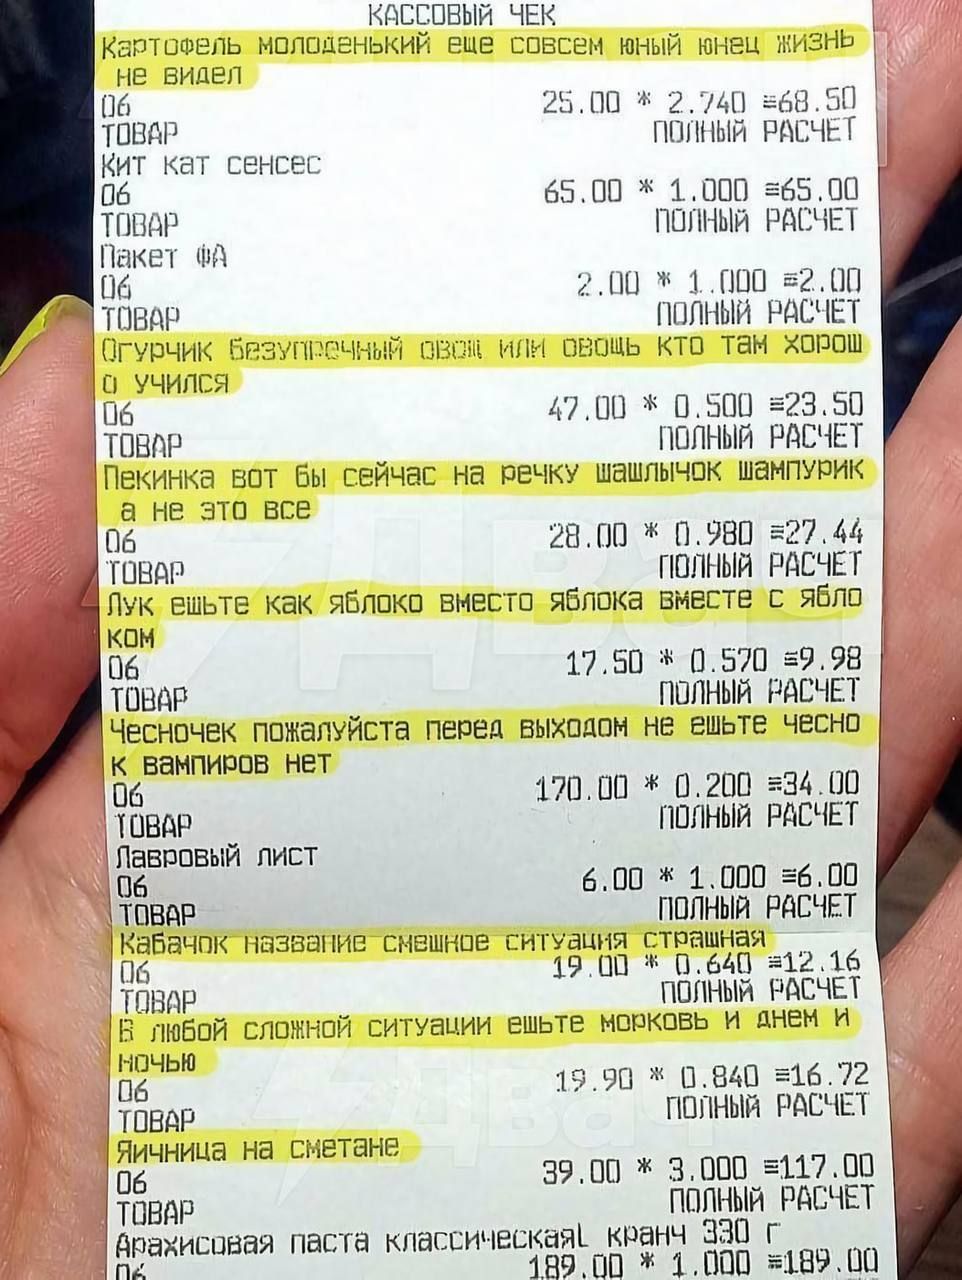 КАССОВЫЙ ЧЕК
Картофель молоденький еще совсем юный юнец жизнь
не видел
06 25.00 * 2.740 ≡68.50
ТОВАР ПОЛНЫЙ РАСЧЕТ
Кит кат сенсес
06 65.00 * 1.000 ≡65.00
ТОВАР ПОЛНЫЙ РАСЧЕТ
Пакет ФА
06 2.00 * 1.000 ≡2.00
ТОВАР ПОЛНЫЙ РАСЧЕТ
Огурчик безупречный овощ или овощь кто там хорош
о учился
06 47.00 * 0.500 ≡23.50
ТОВАР ПОЛНЫЙ РАСЧЕТ
Пекинка вот бы сейчас на речку шашлычок шампурик
а не это все
06 28.00 * 0.980 ≡27.44
ТОВАР ПОЛНЫЙ РАСЧЕТ
Лук ешьте как яблоко вместо яблока вместе с ябло
ком
06 17.50 * 0.570 ≡9.98
ТОВАР ПОЛНЫЙ РАСЧЕТ
Чесночек пожалуйста перед выходом не ешьте чесно
к вампиров нет
06 170.00 * 0.200 ≡34.00
ТОВАР ПОЛНЫЙ РАСЧЕТ
Лавровый лист
06 6.00 * 1.000 ≡6.00
ТОВАР ПОЛНЫЙ РАСЧЕТ
Кабачок название смешное ситуация страшная
06 19.00 * 0.640 ≡12.16
ТОВАР ПОЛНЫЙ РАСЧЕТ
В любой сложной ситуации ешьте морковь и днем и
ночью
06 19.90 * 0.840 ≡16.72
ТОВАР ПОЛНЫЙ РАСЧЕТ
Яичница на сметане
06 39.00 * 3.000 ≡117.00
ТОВАР ПОЛНЫЙ РАСЧЕТ
Арахисовая паста классическаяL кранч 330 г
06 189.00 * 1.000 ≡189.00
Двач
Двач